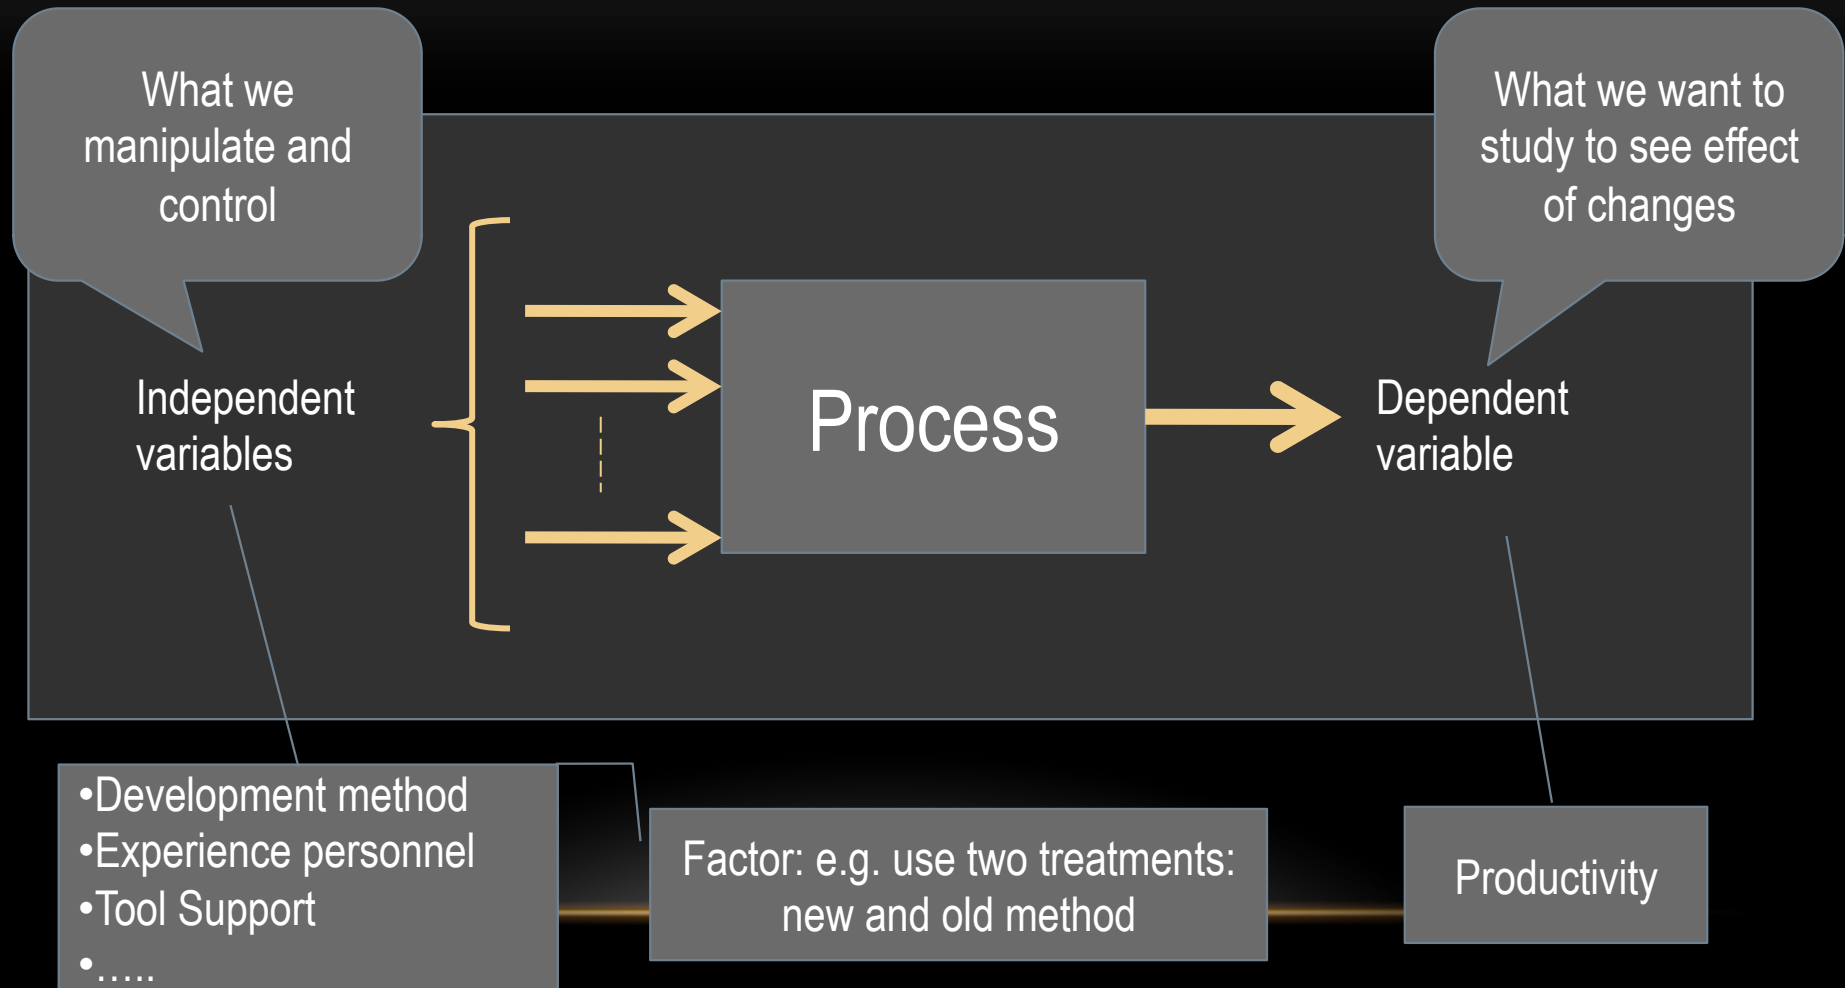 What we
manipulate and
control
What we want to
study to see effect
of changes
Independent
variables
Process
Dependent
variable
•Development method
•Experience personnel
•Tool Support
•…..
Factor: e.g. use two treatments:
new and old method
Productivity